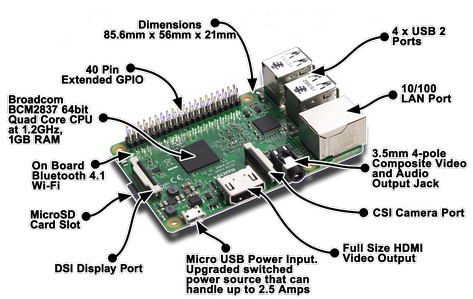 Dimensions
85.6mm x 56mm x 21mm
4 x USB 2
Ports
40 Pin
Extended GPIO
10/100
LAN Port
Broadcom
BCM2837 64bit
Quad Core CPU
at 1.2GHz,
1GB RAM
3.5mm 4-pole
Composite Video
and Audio
Output Jack
On Board
Bluetooth 4.1
Wi-Fi
MicroSD
Card Slot
CSI Camera Port
DSI Display Port
Micro USB Power Input.
Upgraded switched
power source that can
handle up to 2.5 Amps
Full Size HDMI
Video Output